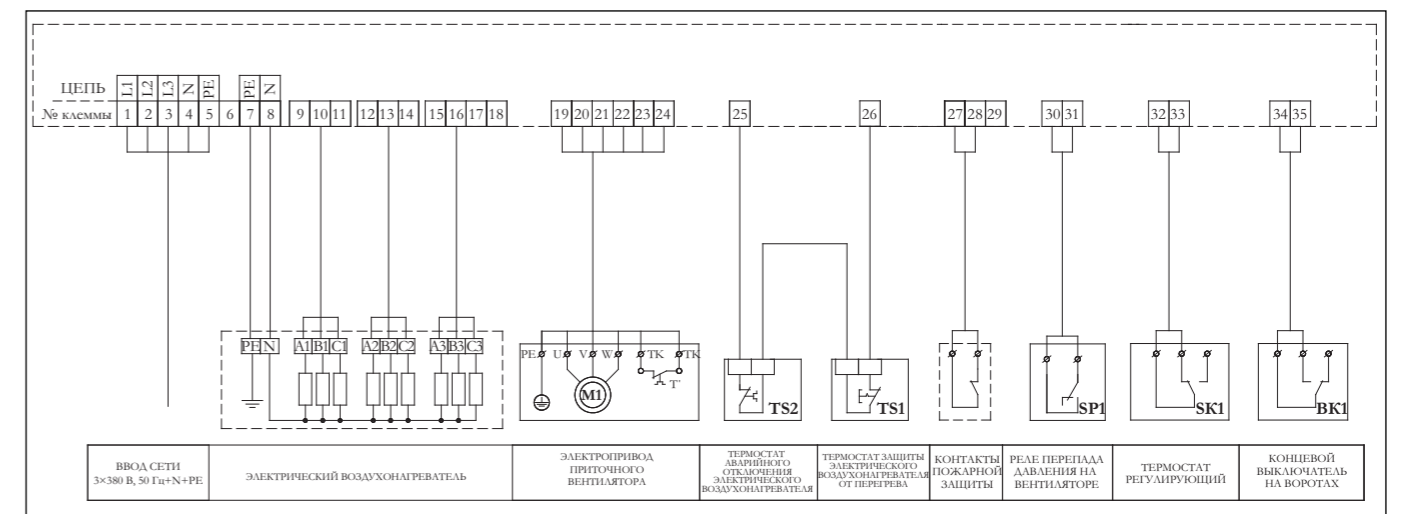 ЦЕПЬ L1 L2 L3 N PE PE N
№ клеммы 1 2 3 4 5 6 7 8 9 10 11 12 13 14 15 16 17 18 19 20 21 22 23 24 25 26 27 28 29 30 31 32 33 34 35
PE N A1 B1 C1 A2 B2 C2 A3 B3 C3
PE U V W TK TK
T°
M1
TS2
TS1
SP1
SK1
BK1
ВВОД СЕТИ
3×380 В, 50 Гц+N+PE
ЭЛЕКТРИЧЕСКИЙ ВОЗДУХОНАГРЕВАТЕЛЬ
ЭЛЕКТРОПРИВОД
ПРИТОЧНОГО
ВЕНТИЛЯТОРА
ТЕРМОСТАТ
АВАРИЙНОГО
ОТКЛЮЧЕНИЯ
ЭЛЕКТРИЧЕСКОГО
ВОЗДУХОНАГРЕВАТЕЛЯ
ТЕРМОСТАТ ЗАЩИТЫ
ЭЛЕКТРИЧЕСКОГО
ВОЗДУХОНАГРЕВАТЕЛЯ
ОТ ПЕРЕГРЕВА
КОНТАКТЫ
ПОЖАРНОЙ
ЗАЩИТЫ
РЕЛЕ ПЕРЕПАДА
ДАВЛЕНИЯ НА
ВЕНТИЛЯТОРЕ
ТЕРМОСТАТ
РЕГУЛИРУЮЩИЙ
КОНЦЕВОЙ
ВЫКЛЮЧАТЕЛЬ
НА ВОРОТАХ